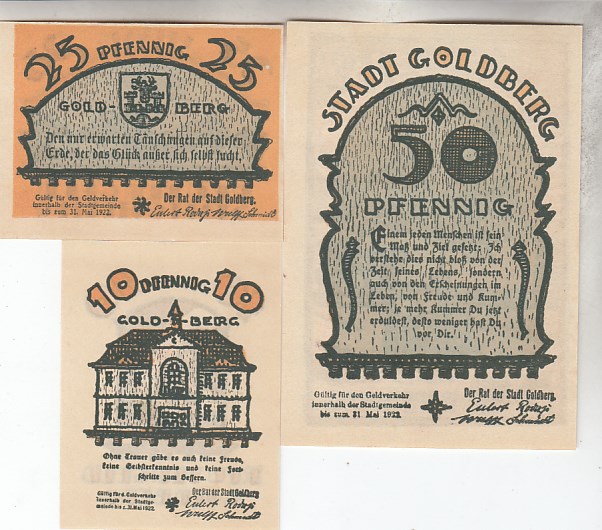 25 PFENNIG 25
GOLD- BERG
Den nur erwarten Täuschungen auf dieser
Erde, der das Glück außer sich selbst sucht.
Gültig für den Geldverkehr
innerhalb der Stadtgemeinde
bis zum 31. Mai 1922.
Der Rat der Stadt Goldberg.
STADT GOLDBERG
50
PFENNIG
Einem jeden Menschen ist sein
Maß und Ziel gesetzt; Ich
verstehe dies nicht bloß von der
Zeit seines Lebens, sondern
auch von den Erscheinungen im
Leben, von Freude und Kum-
mer; je mehr Kummer Du jetzt
erduldest, desto weniger hast Du
vor Dir.
Gültig für den Geldverkehr
innerhalb der Stadtgemeinde
bis zum 31 Mai 1922.
Der Rat der Stadt Goldberg.
10 PFENNIG 10
GOLD- BERG
Ohne Trauer gäbe es auch keine Freude,
keine Selbsterkenntnis und keine Fort-
schritte zum Bessern.
Gültig für d. Geldverkehr
innerhalb der Stadtgemein-
de bis z. 31. Mai 1922.
Der Rat der Stadt Goldberg